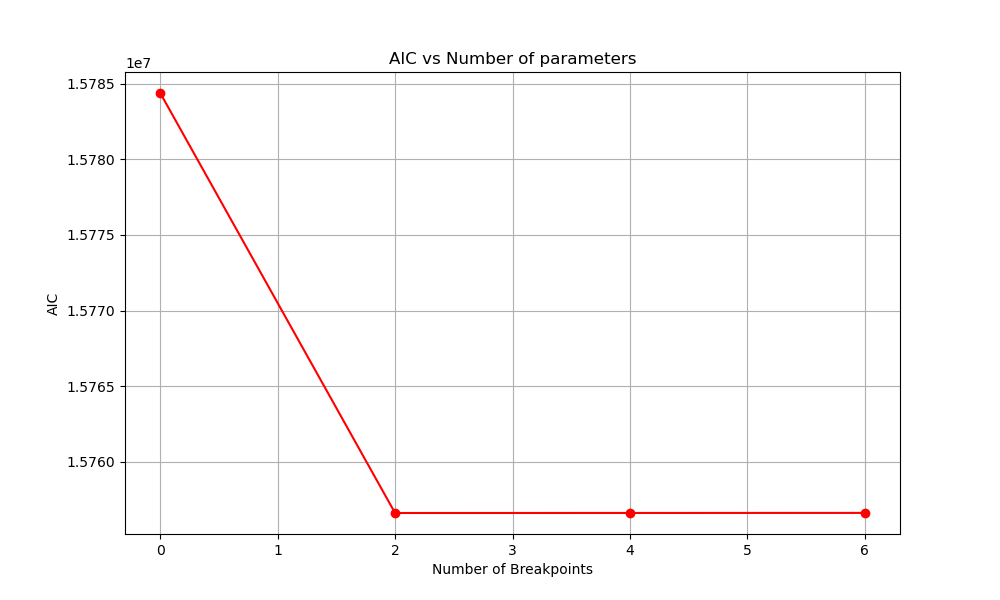 AIC vs Number of parameters
1e7
1.5785
1.5780
1.5775
1.5770
1.5765
1.5760
AIC
0 1 2 3 4 5 6
Number of Breakpoints